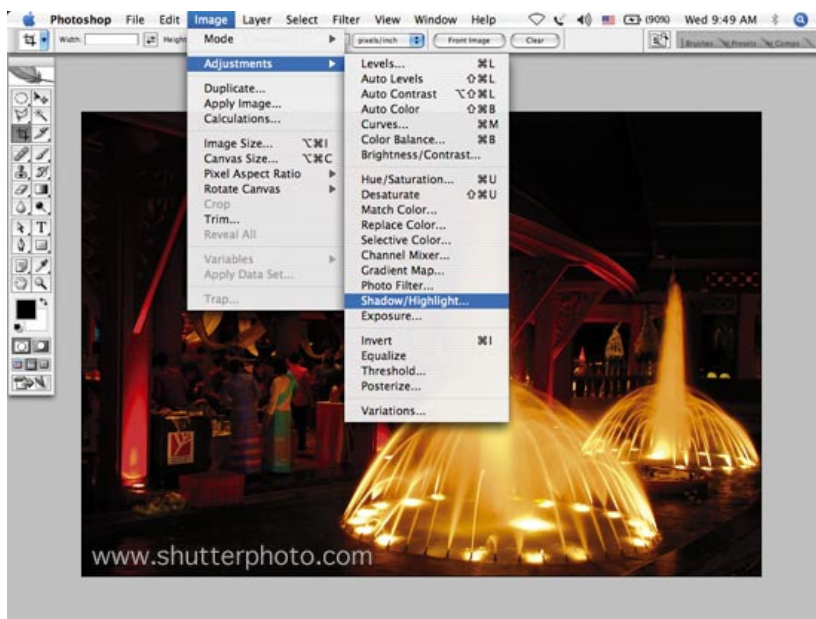 Photoshop File Edit Image Layer Select Filter View Window Help (90%) Wed 9:49 AM
Width: Height pixels/inch Front Image Clear Brushes Presets Comps
Mode
Adjustments
Duplicate...
Apply Image...
Calculations...
Image Size... ⌥⌘I
Canvas Size... ⌥⌘C
Pixel Aspect Ratio
Rotate Canvas
Crop
Trim...
Reveal All
Variables
Apply Data Set...
Trap...
Levels... ⌘L
Auto Levels ⇧⌘L
Auto Contrast ⌥⇧⌘L
Auto Color ⇧⌘B
Curves... ⌘M
Color Balance... ⌘B
Brightness/Contrast...
Hue/Saturation... ⌘U
Desaturate ⇧⌘U
Match Color...
Replace Color...
Selective Color...
Channel Mixer...
Gradient Map...
Photo Filter...
Shadow/Highlight...
Exposure...
Invert ⌘I
Equalize
Threshold...
Posterize...
Variations...
www.shutterphoto.com